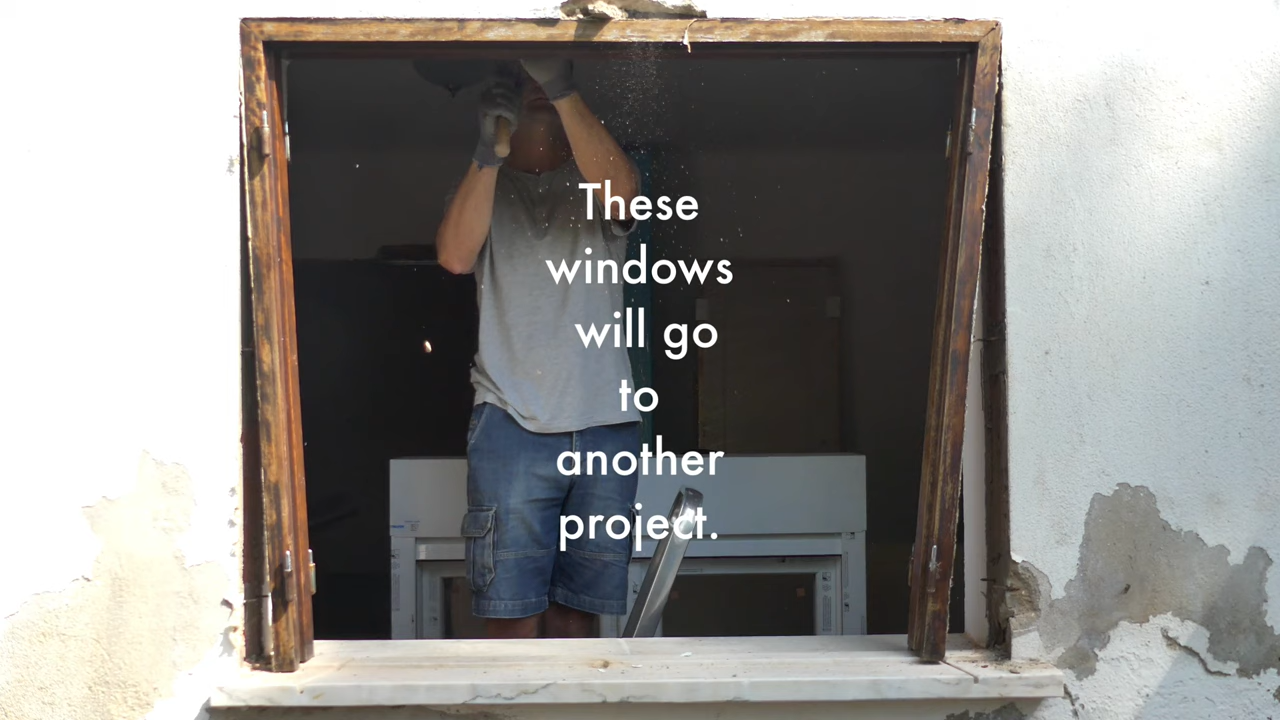 These
windows
will go
to
another
project.